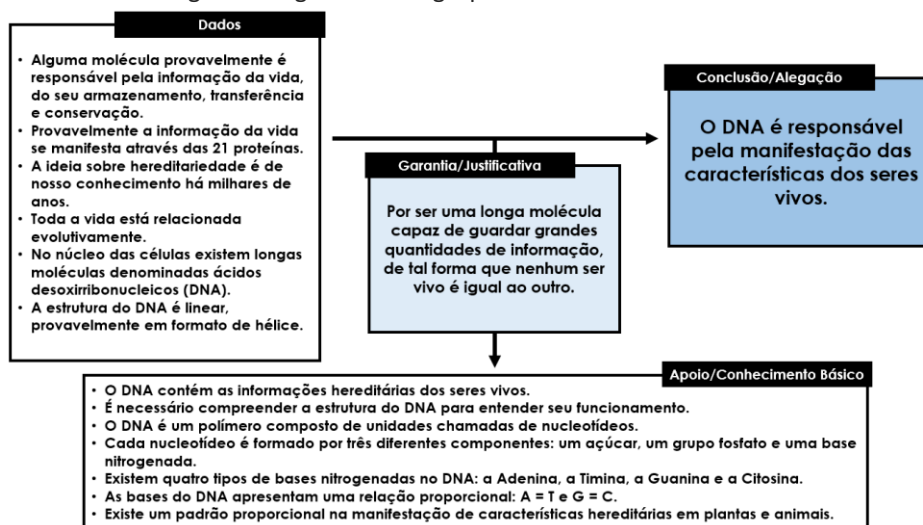 Dados
• Alguma molécula provavelmente é
responsável pela informação da vida,
do seu armazenamento, transferência
e conservação.
• Provavelmente a informação da vida
se manifesta através das 21 proteínas.
• A ideia sobre hereditariedade é de
nosso conhecimento há milhares de
anos.
• Toda a vida está relacionada
evolutivamente.
• No núcleo das células existem longas
moléculas denominadas ácidos
desoxirribonucleicos (DNA).
• A estrutura do DNA é linear,
provavelmente em formato de hélice.
Garantia/Justificativa
Por ser uma longa molécula
capaz de guardar grandes
quantidades de informação,
de tal forma que nenhum ser
vivo é igual ao outro.
Conclusão/Alegação
O DNA é responsável
pela manifestação das
características dos seres
vivos.
Apoio/Conhecimento Básico
• O DNA contém as informações hereditárias dos seres vivos.
• É necessário compreender a estrutura do DNA para entender seu funcionamento.
• O DNA é um polímero composto de unidades chamadas de nucleotídeos.
• Cada nucleotídeo é formado por três diferentes componentes: um açúcar, um grupo fosfato e uma base
nitrogenada.
• Existem quatro tipos de bases nitrogenadas no DNA: a Adenina, a Timina, a Guanina e a Citosina.
• As bases do DNA apresentam uma relação proporcional: A = T e G = C.
• Existe um padrão proporcional na manifestação de características hereditárias em plantas e animais.